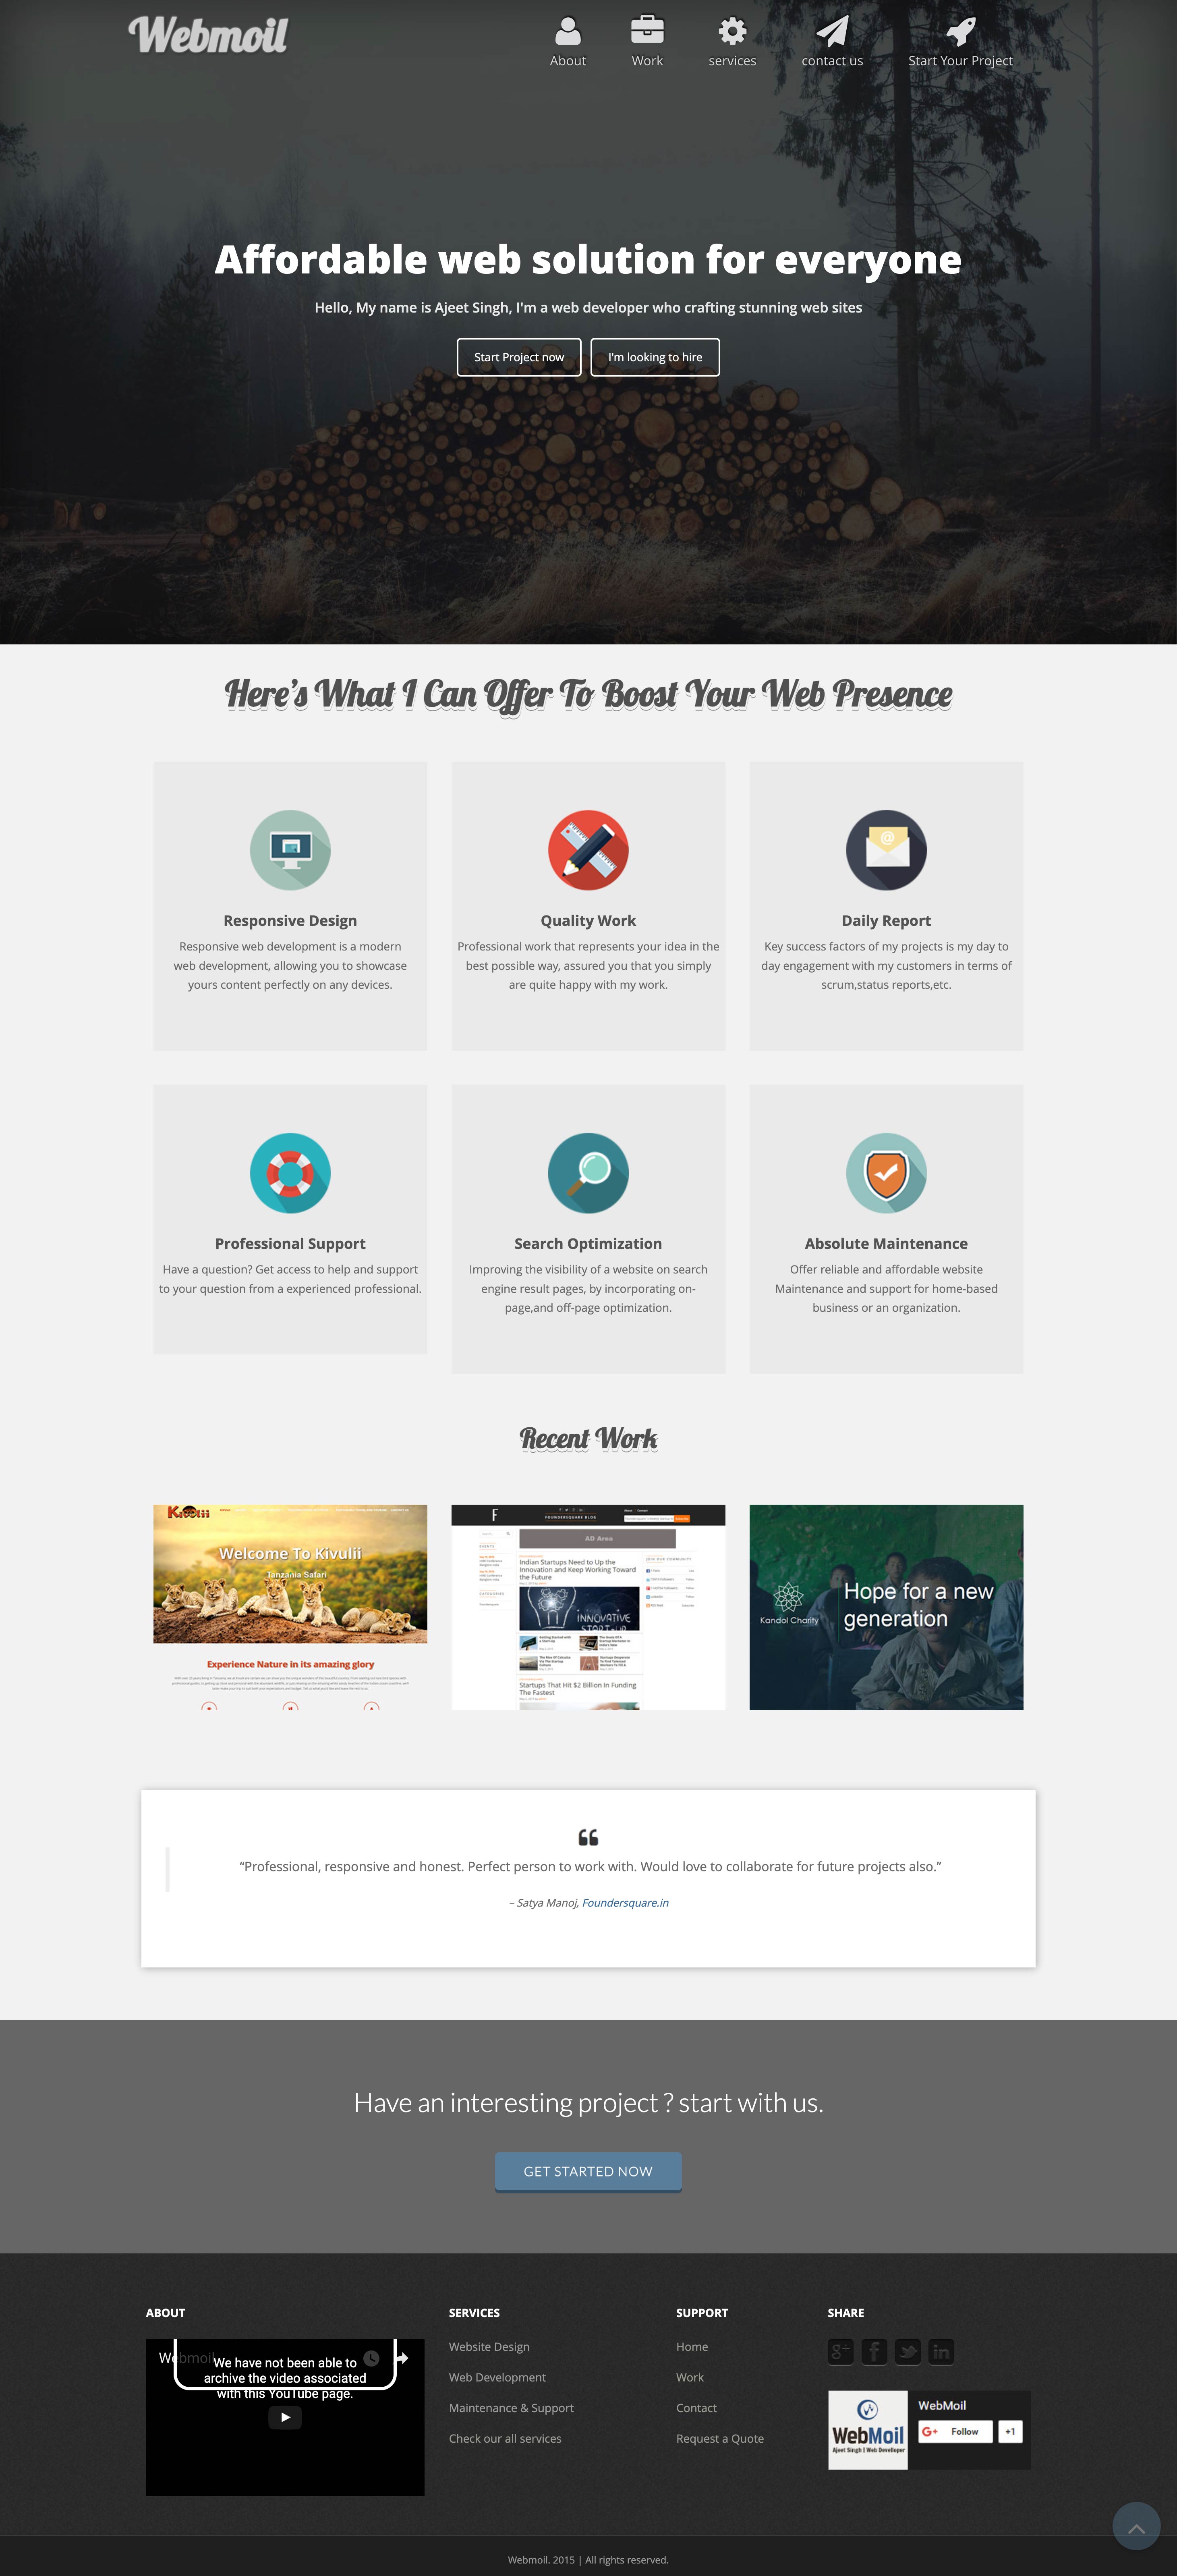 Webmoil
About
Work
services
contact us
Start Your Project
Affordable web solution for everyone
Hello, My name is Ajeet Singh, I'm a web developer who crafting stunning web sites
Start Project now
I'm looking to hire
Here's What I Can Offer To Boost Your Web Presence
Responsive Design
Responsive web development is a modern
web development, allowing you to showcase
yours content perfectly on any devices.
Quality Work
Professional work that represents your idea in the
best possible way, assured you that you simply
are quite happy with my work.
@
Daily Report
Key success factors of my projects is my day to
day engagement with my customers in terms of
scrum,status reports,etc.
Professional Support
Have a question? Get access to help and support
to your question from a experienced professional.
Search Optimization
Improving the visibility of a website on search
engine result pages, by incorporating on-
page,and off-page optimization.
Absolute Maintenance
Offer reliable and affordable website
Maintenance and support for home-based
business or an organization.
Recent Work
Kivulii
Welcome To Kivulii
Tanzania Safari
Experience Nature in its amazing glory
F
FOUNDERSQUARE BLOG
AD Area
EVENTS
CATEGORIES
JOIN OUR COMMUNITY
Indian Startups Need to Up the
Innovation and Keep Working Toward
the Future
INNOVATIVE
START-UP
Startups That Hit $2 Billion In Funding
The Fastest
Kandol Charity
Hope for a new
generation
“Professional, responsive and honest. Perfect person to work with. Would love to collaborate for future projects also.”
– Satya Manoj, Foundersquare.in
Have an interesting project ? start with us.
GET STARTED NOW
ABOUT
Webmoil
We have not been able to
archive the video associated
with this YouTube page.
SERVICES
Website Design
Web Development
Maintenance & Support
Check our all services
SUPPORT
Home
Work
Contact
Request a Quote
SHARE
WebMoil
Ajeet Singh | Web Developer
WebMoil
G+ Follow
+1
Webmoil. 2015 | All rights reserved.